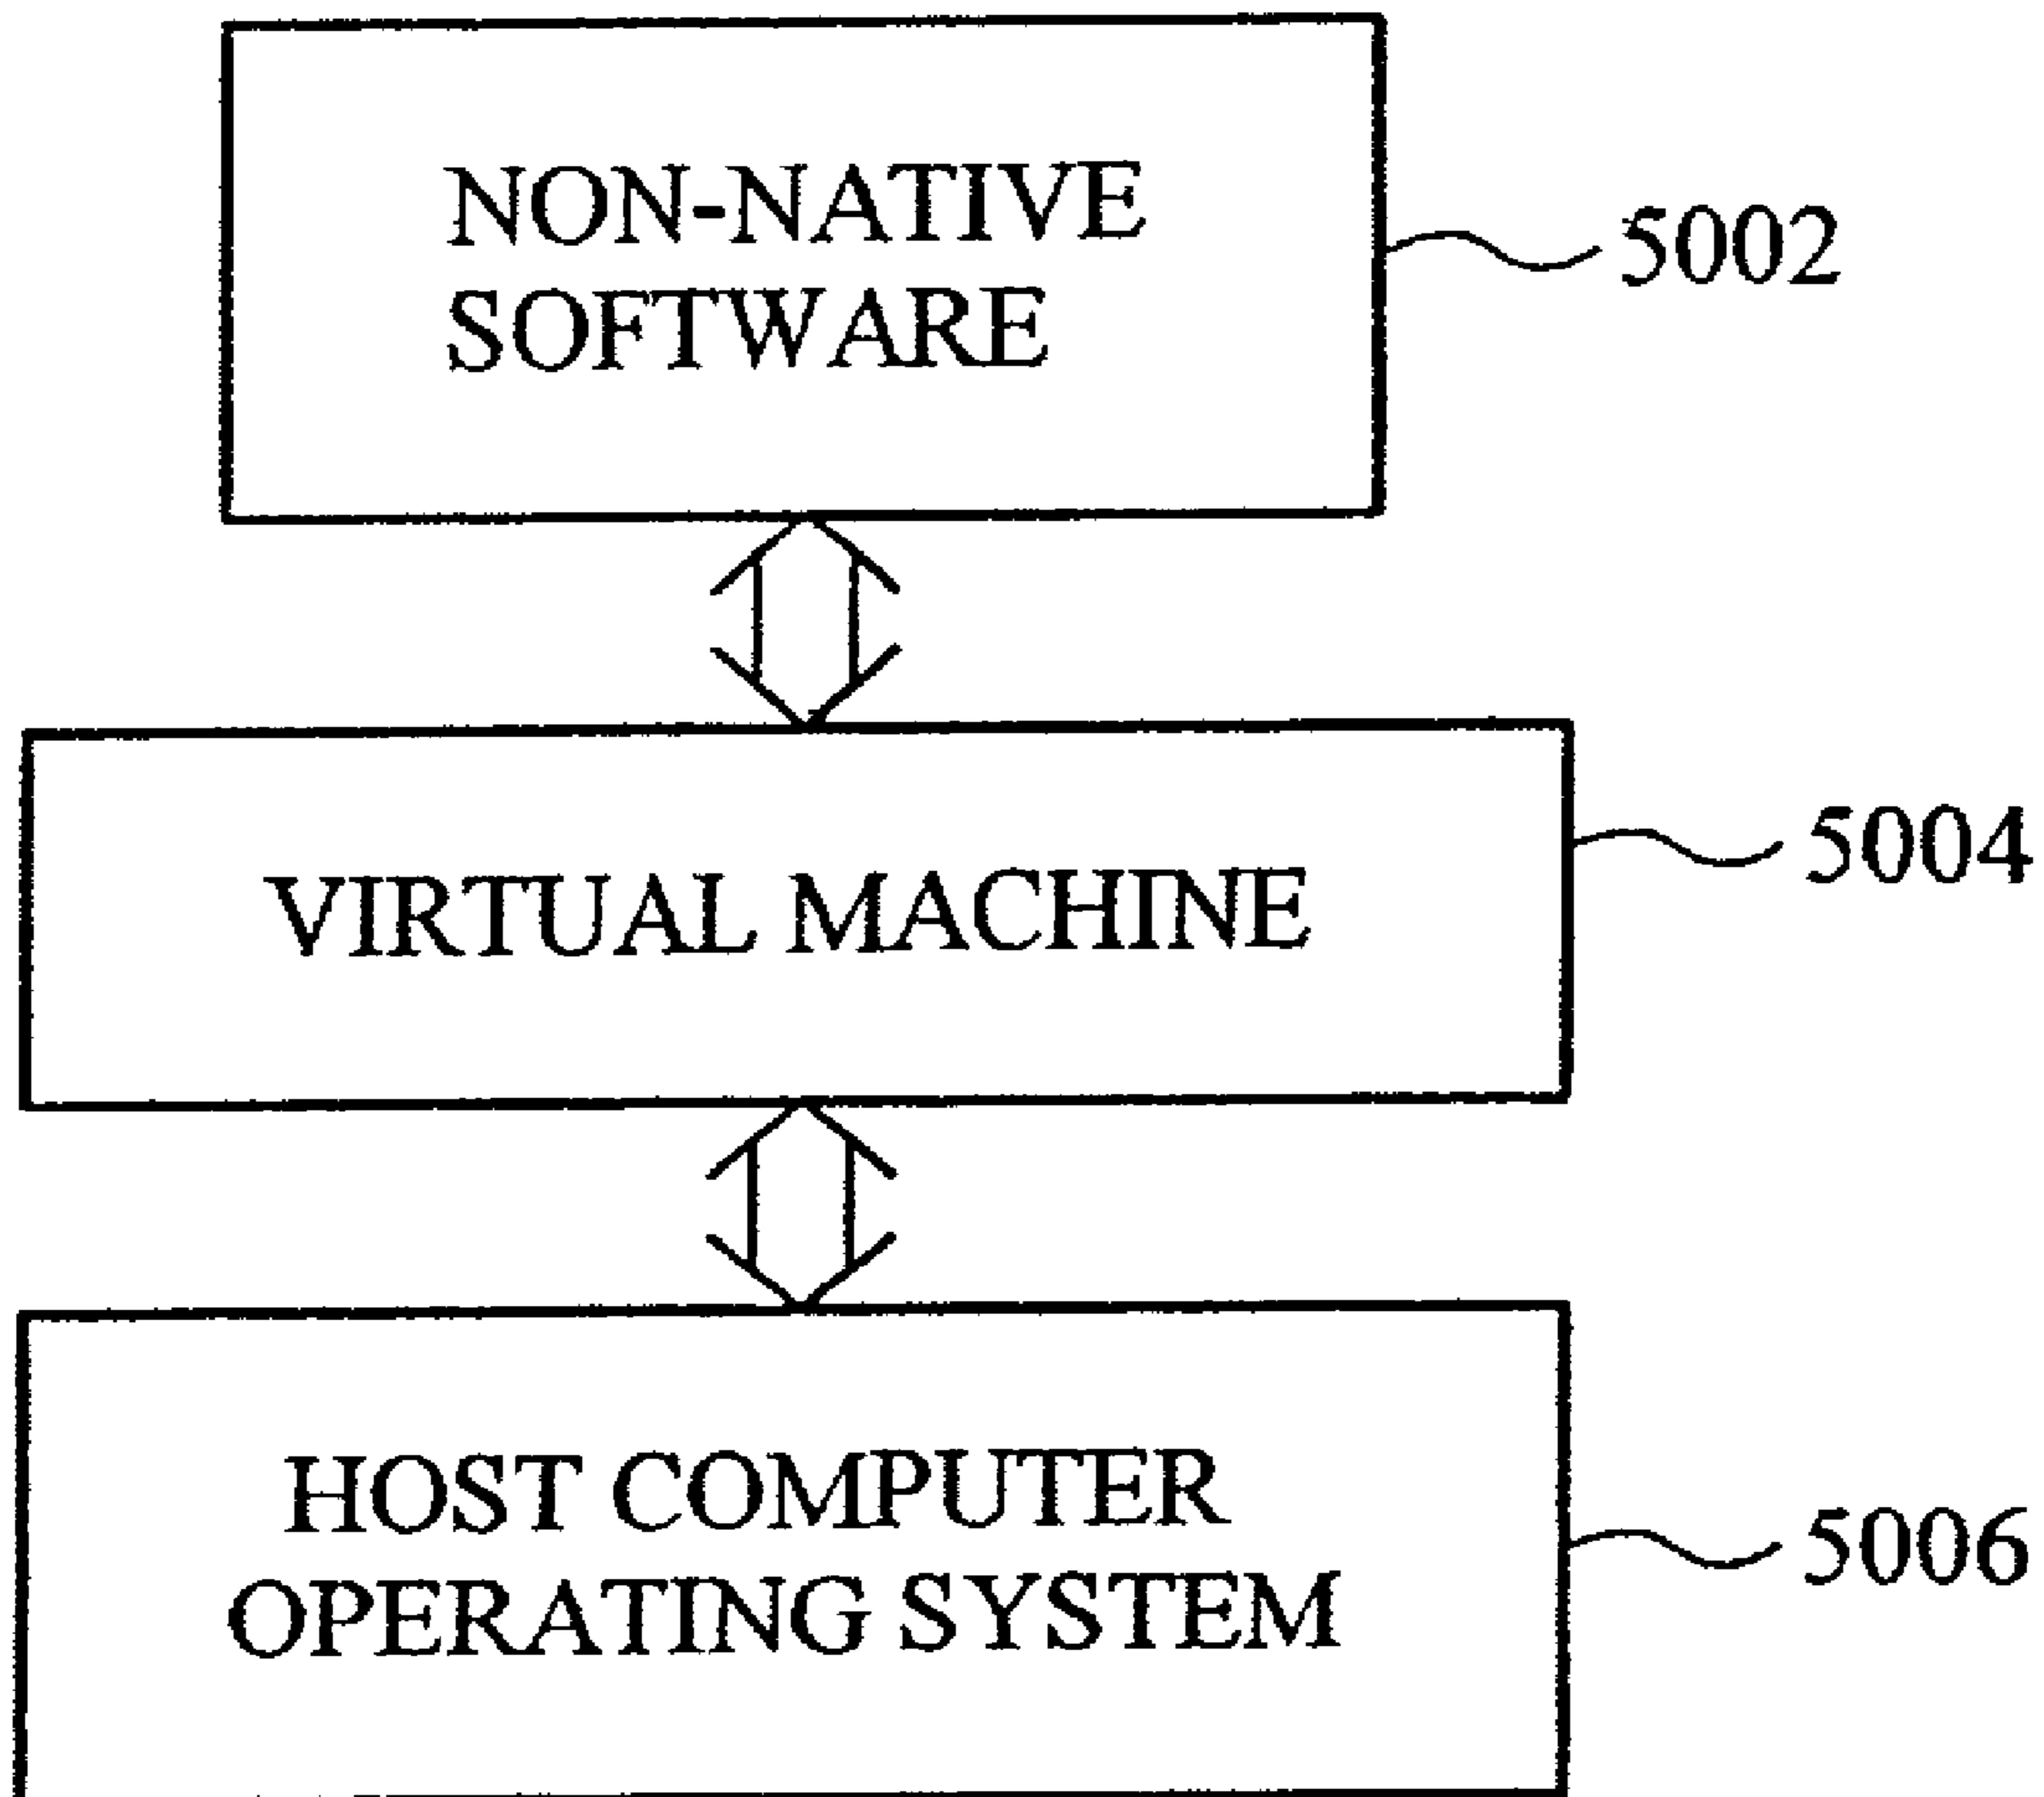 NON-NATIVE
SOFTWARE
5002
VIRTUAL MACHINE
5004
HOST COMPUTER
OPERATING SYSTEM
5006